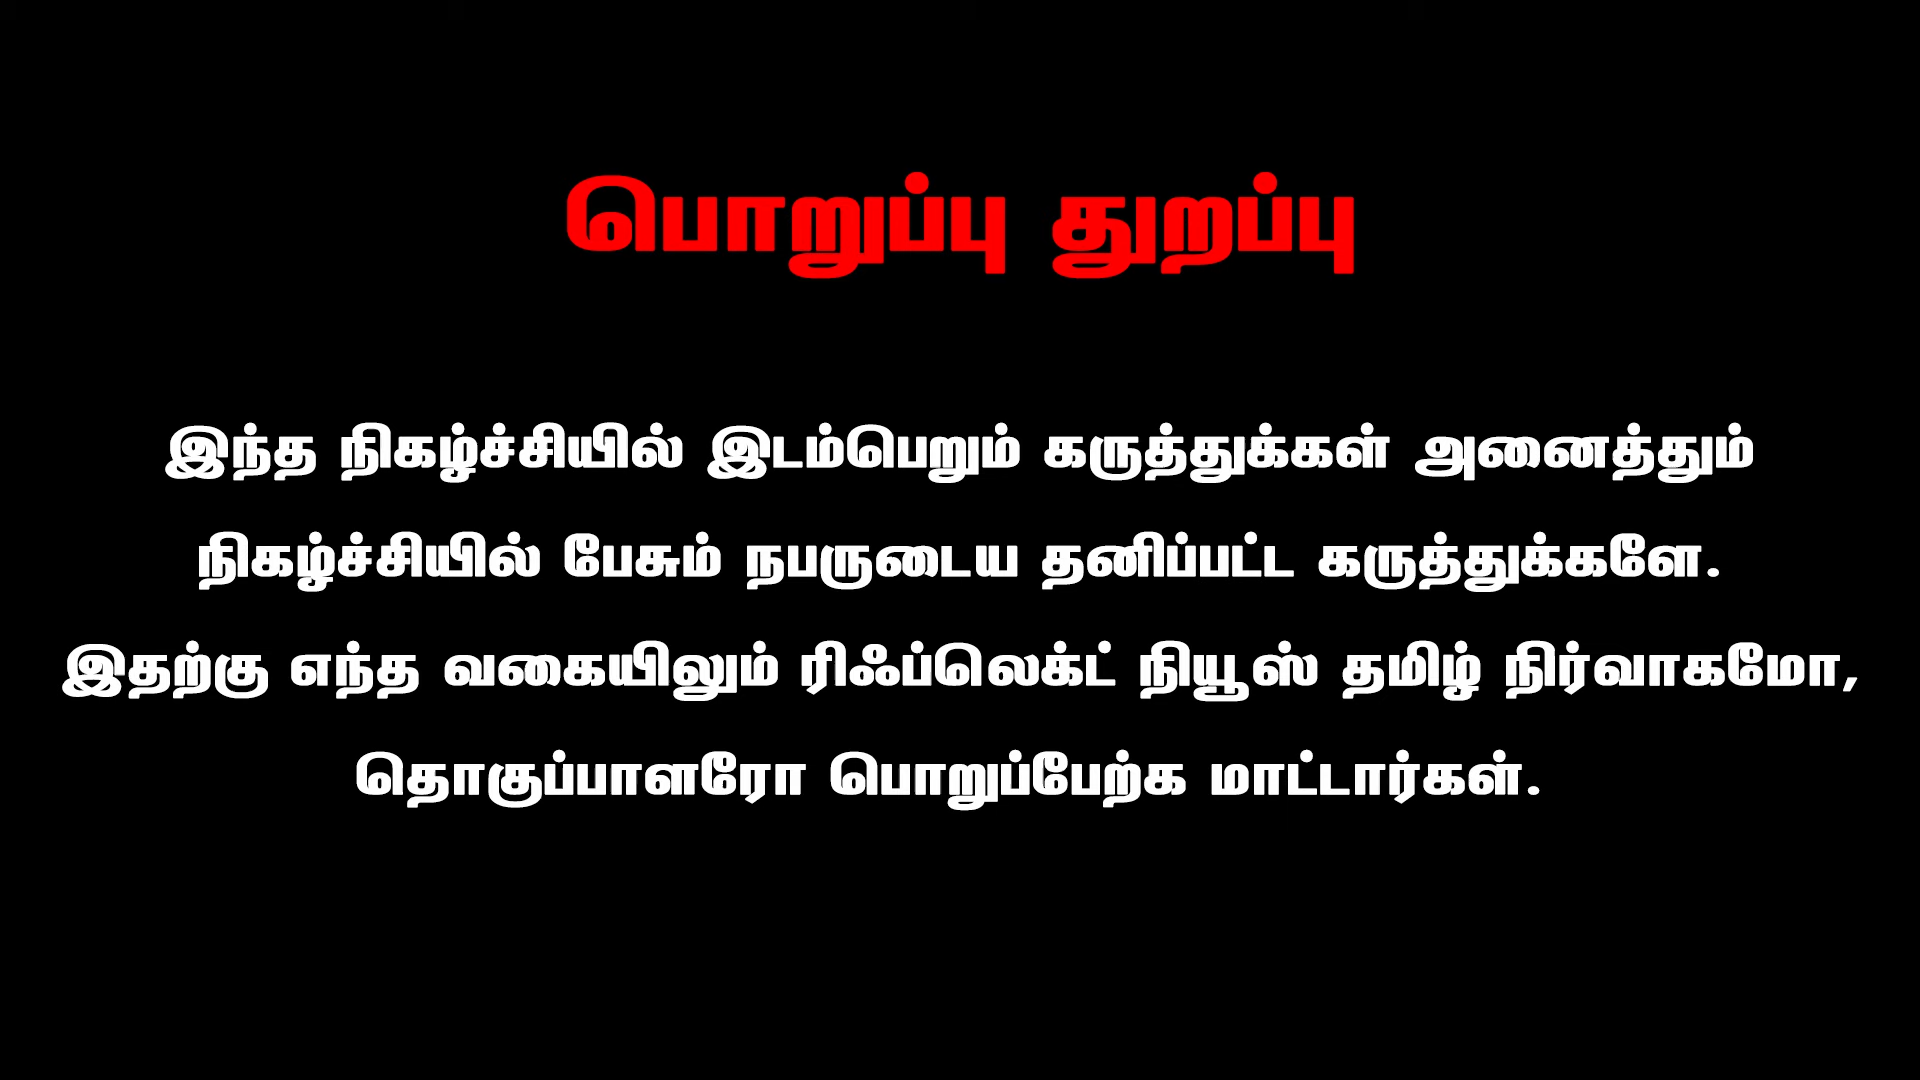 பொறுப்பு துறப்பு
இந்த நிகழ்ச்சியில் இடம்பெறும் கருத்துக்கள் அனைத்தும்
நிகழ்ச்சியில் பேசும் நபருடைய தனிப்பட்ட கருத்துக்களே.
இதற்கு எந்த வகையிலும் ரிஃப்லெக்ட் நியூஸ் தமிழ் நிர்வாகமோ,
தொகுப்பாளரோ பொறுப்பேற்க மாட்டார்கள்.